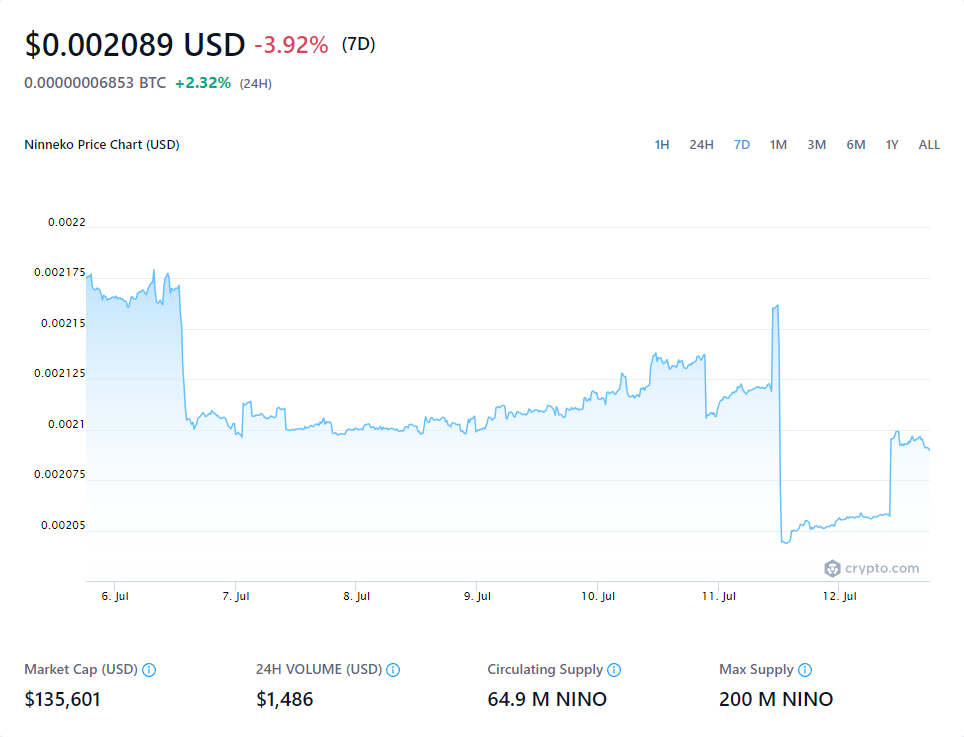 $0.002089 USD -3.92% (7D)
0.00000006853 BTC +2.32% (24H)
Ninneko Price Chart (USD) 1H 24H 7D 1M 3M 6M 1Y ALL
0.0022
0.002175
0.00215
0.002125
0.0021
0.002075
0.00205
crypto.com
6. Jul 7. Jul 8. Jul 9. Jul 10. Jul 11. Jul 12. Jul
Market Cap (USD) 24H VOLUME (USD) Circulating Supply Max Supply
$135,601 $1,486 64.9 M NINO 200 M NINO